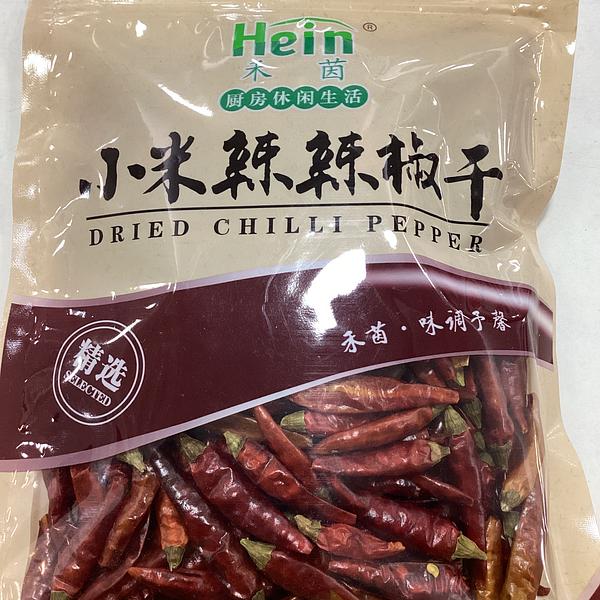 Hein®
禾茵
厨房休闲生活
小米辣辣椒干
DRIED CHILLI PEPPER
禾茵·味调予馨
精选
SELECTED